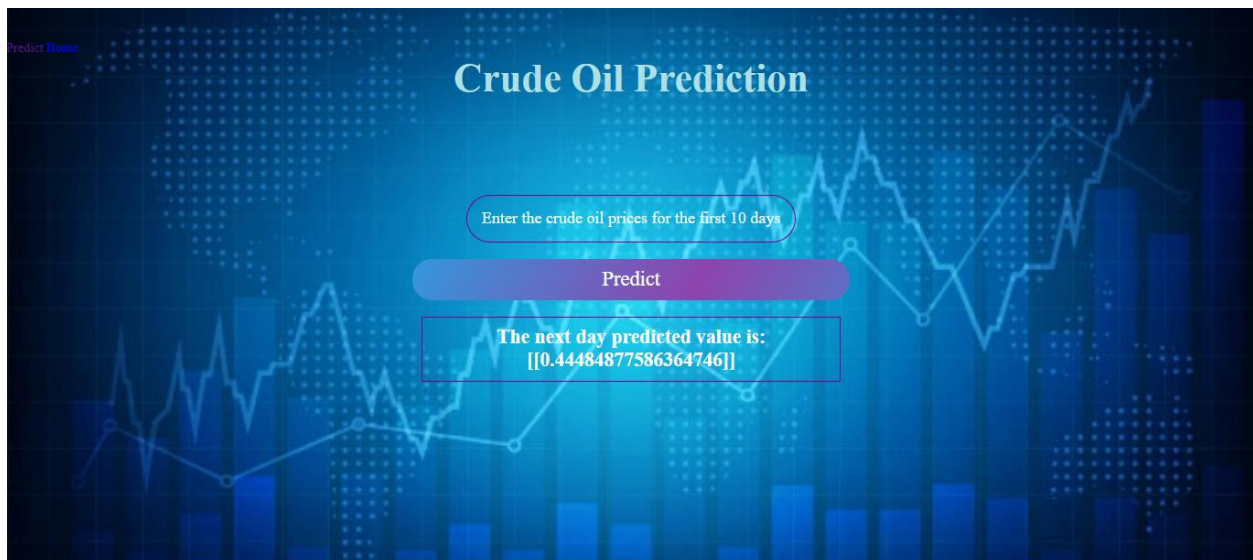 Predict Home
Crude Oil Prediction
Enter the crude oil prices for the first 10 days
Predict
The next day predicted value is:
[[0.44484877586364746]]